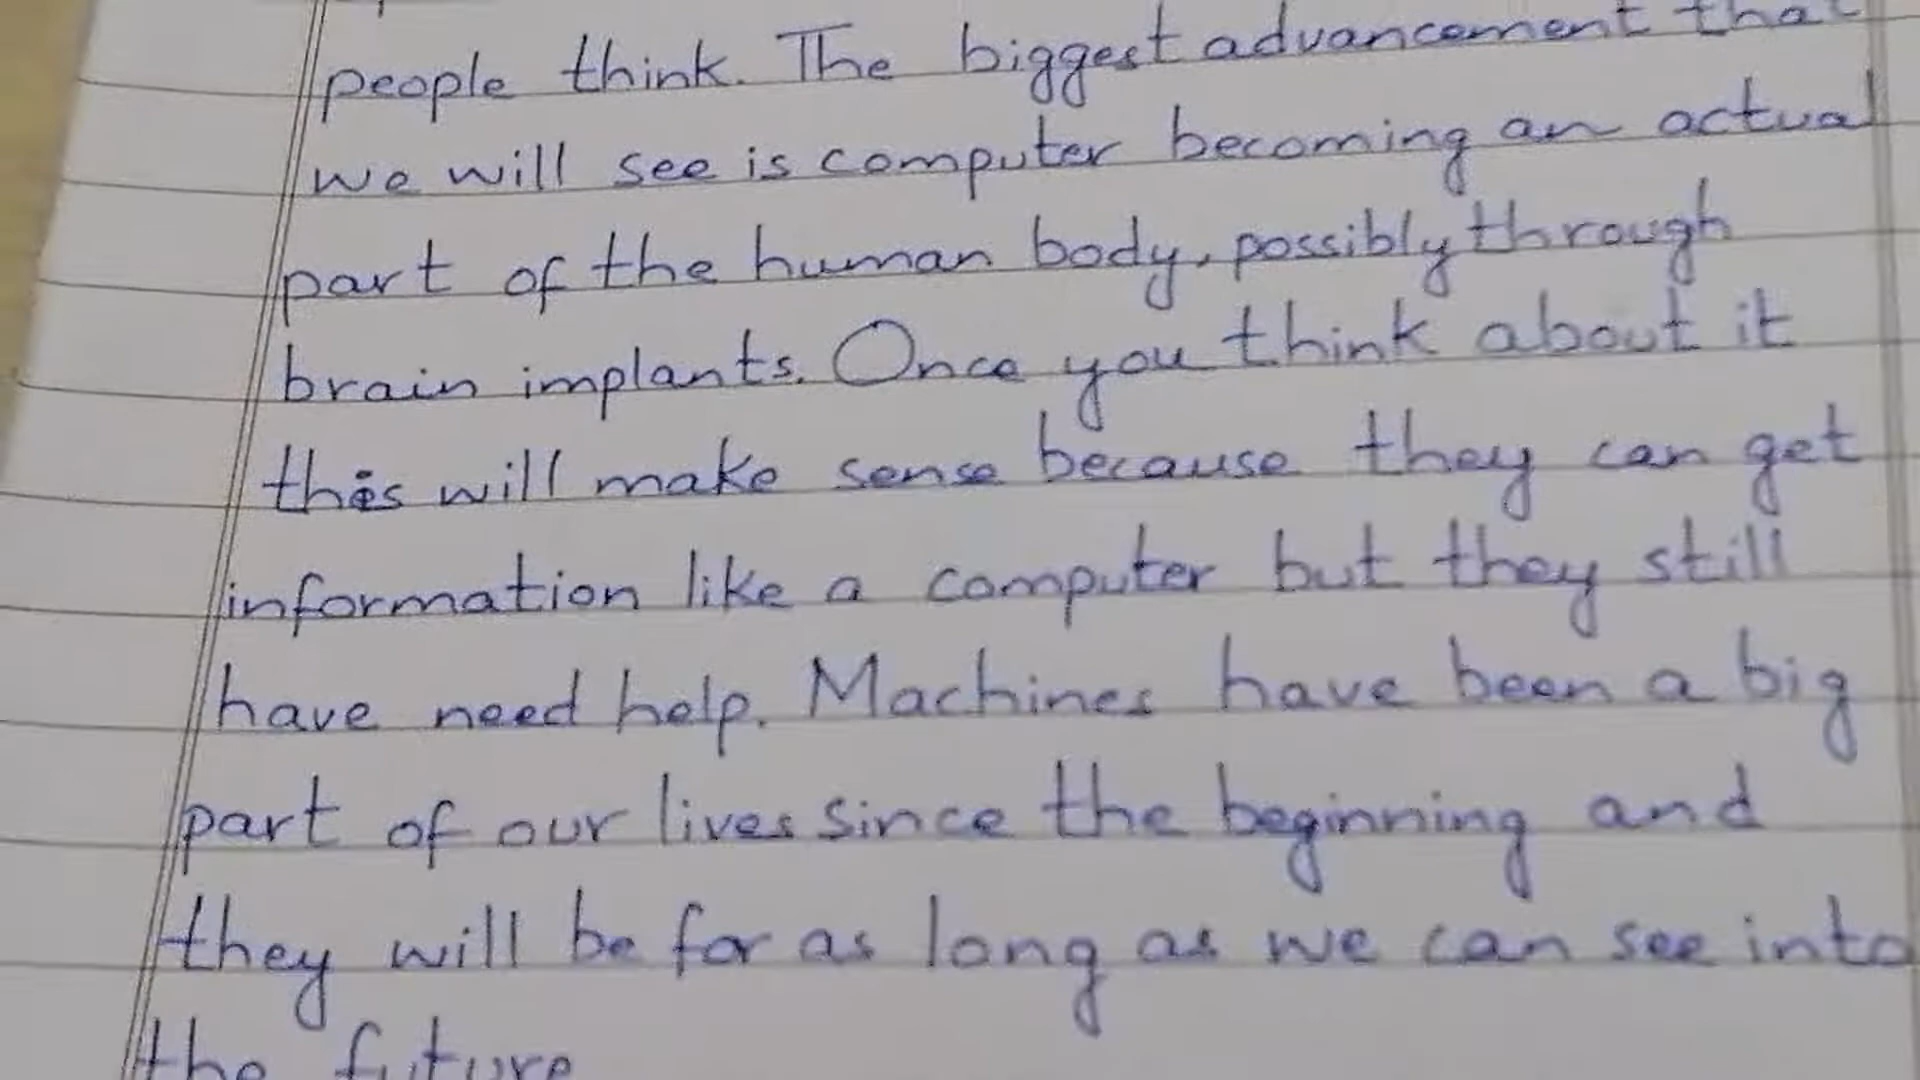 people think. The biggest advancement that
we will see is computer becoming an actual
part of the human body, possibly through
brain implants. Once you think about it
this will make sense because they can get
information like a computer but they still
have need help. Machines have been a big
part of our lives since the beginning and
they will be for as long as we can see into
the future